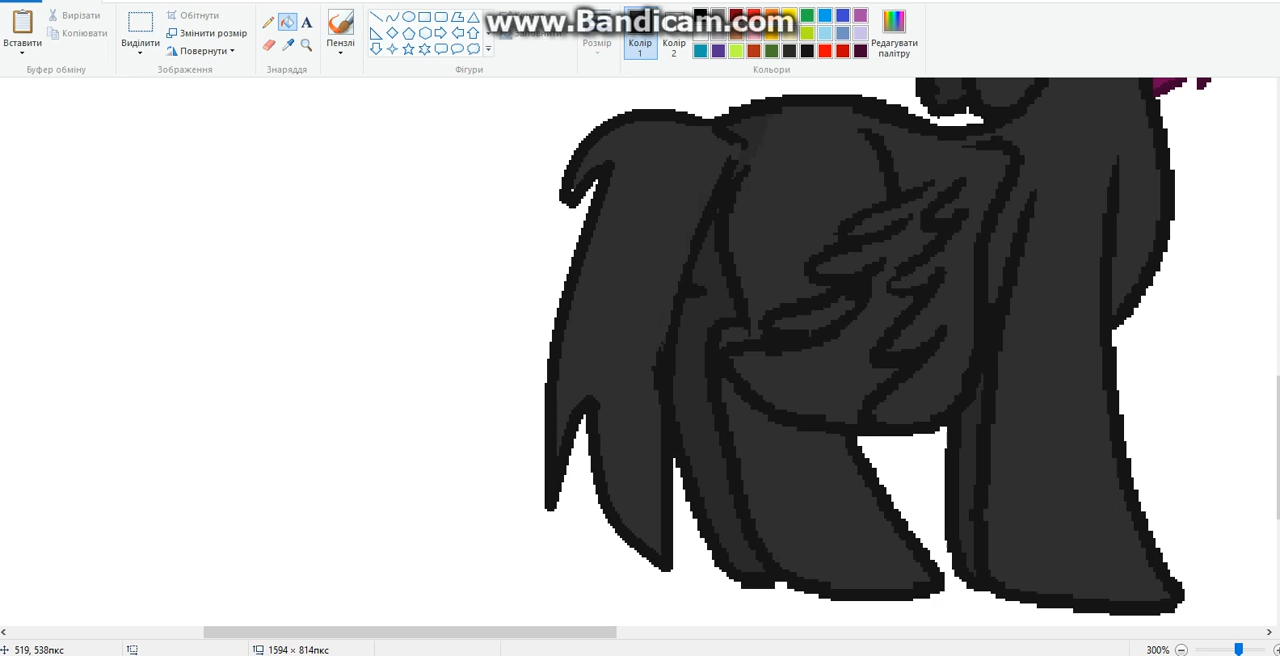 www.Bandicam.com
Вставити
Вирізати
Копіювати
Буфер обміну
Виділити
Обітнути
Змінити розмір
Повернути
Зображення
A
Знаряддя
Пензлі
Фігури
Розмір
Колір
1
Колір
2
Кольори
Редагувати
палітру
519, 538пкс
1594 × 814пкс
300%